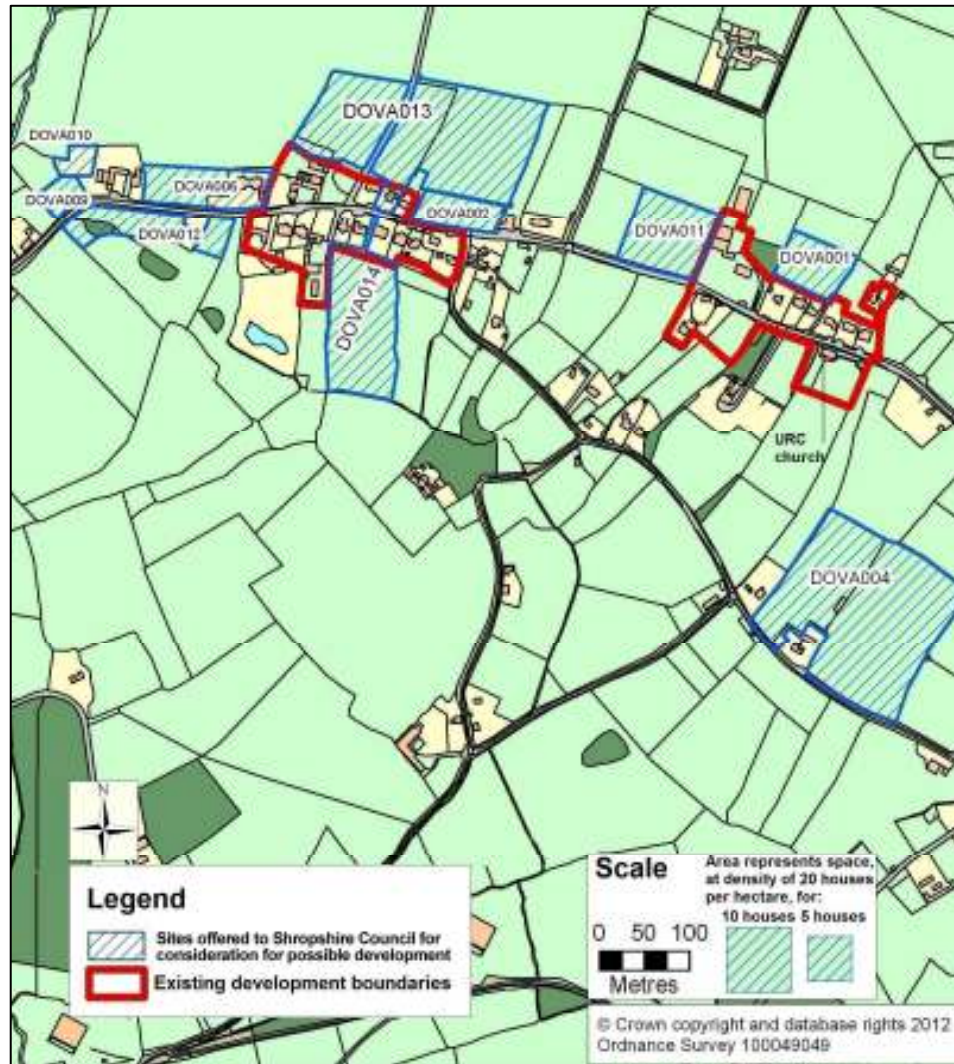 DOVA013
DOVA010
DOVA006
DOVA009
DOVA002
DOVA012
DOVA011
DOVA001
DOVA014
URC
church
DOVA004
N
Legend
Sites offered to Shropshire Council for
consideration for possible development
Existing development boundaries
Scale
Area represents space,
at density of 20 houses
per hectare, for:
10 houses 5 houses
0 50 100
Metres
© Crown copyright and database rights 2012
Ordnance Survey 100049049